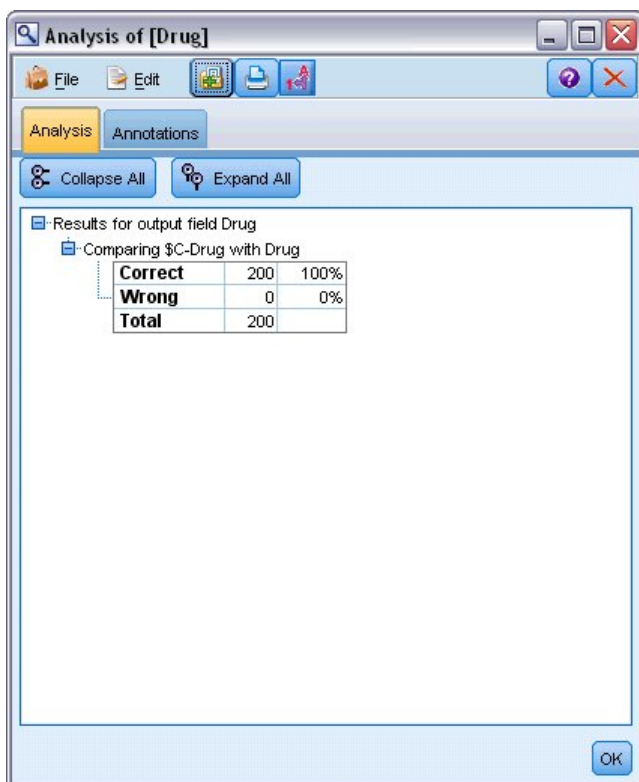 Analysis of [Drug]
File Edit
Analysis Annotations
Collapse All Expand All
Results for output field Drug
Comparing $C-Drug with Drug
Correct 200 100%
Wrong 0 0%
Total 200
OK